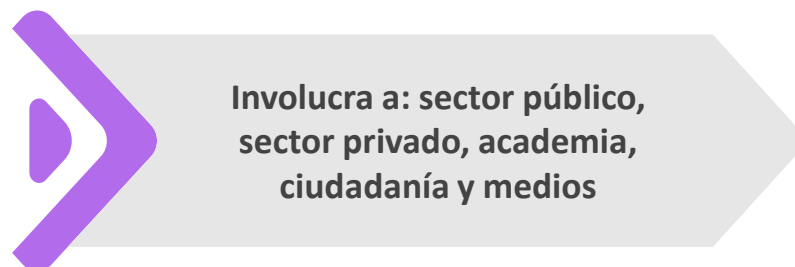 Involucra a: sector público,
sector privado, academia,
ciudadanía y medios